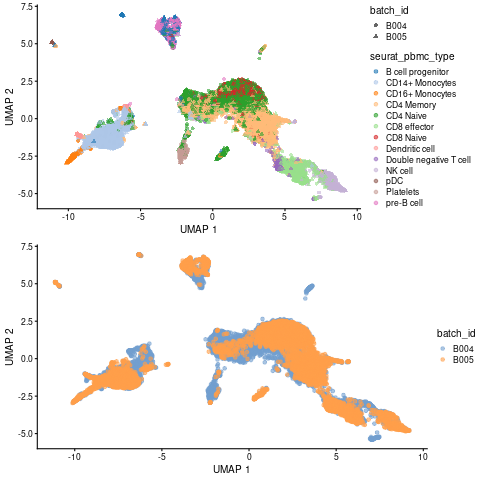 7.5
5.0
2.5
0.0
-2.5
-5.0
UMAP 2
-10
-5
0
5
10
UMAP 1
batch_id
B004
B005
seurat_pbmc_type
B cell progenitor
CD14+ Monocytes
CD16+ Monocytes
CD4 Memory
CD4 Naive
CD8 effector
CD8 Naive
Dendritic cell
Double negative T cell
NK cell
pDC
Platelets
pre-B cell
7.5
5.0
2.5
0.0
-2.5
-5.0
UMAP 2
-10
-5
0
5
10
UMAP 1
batch_id
B004
B005